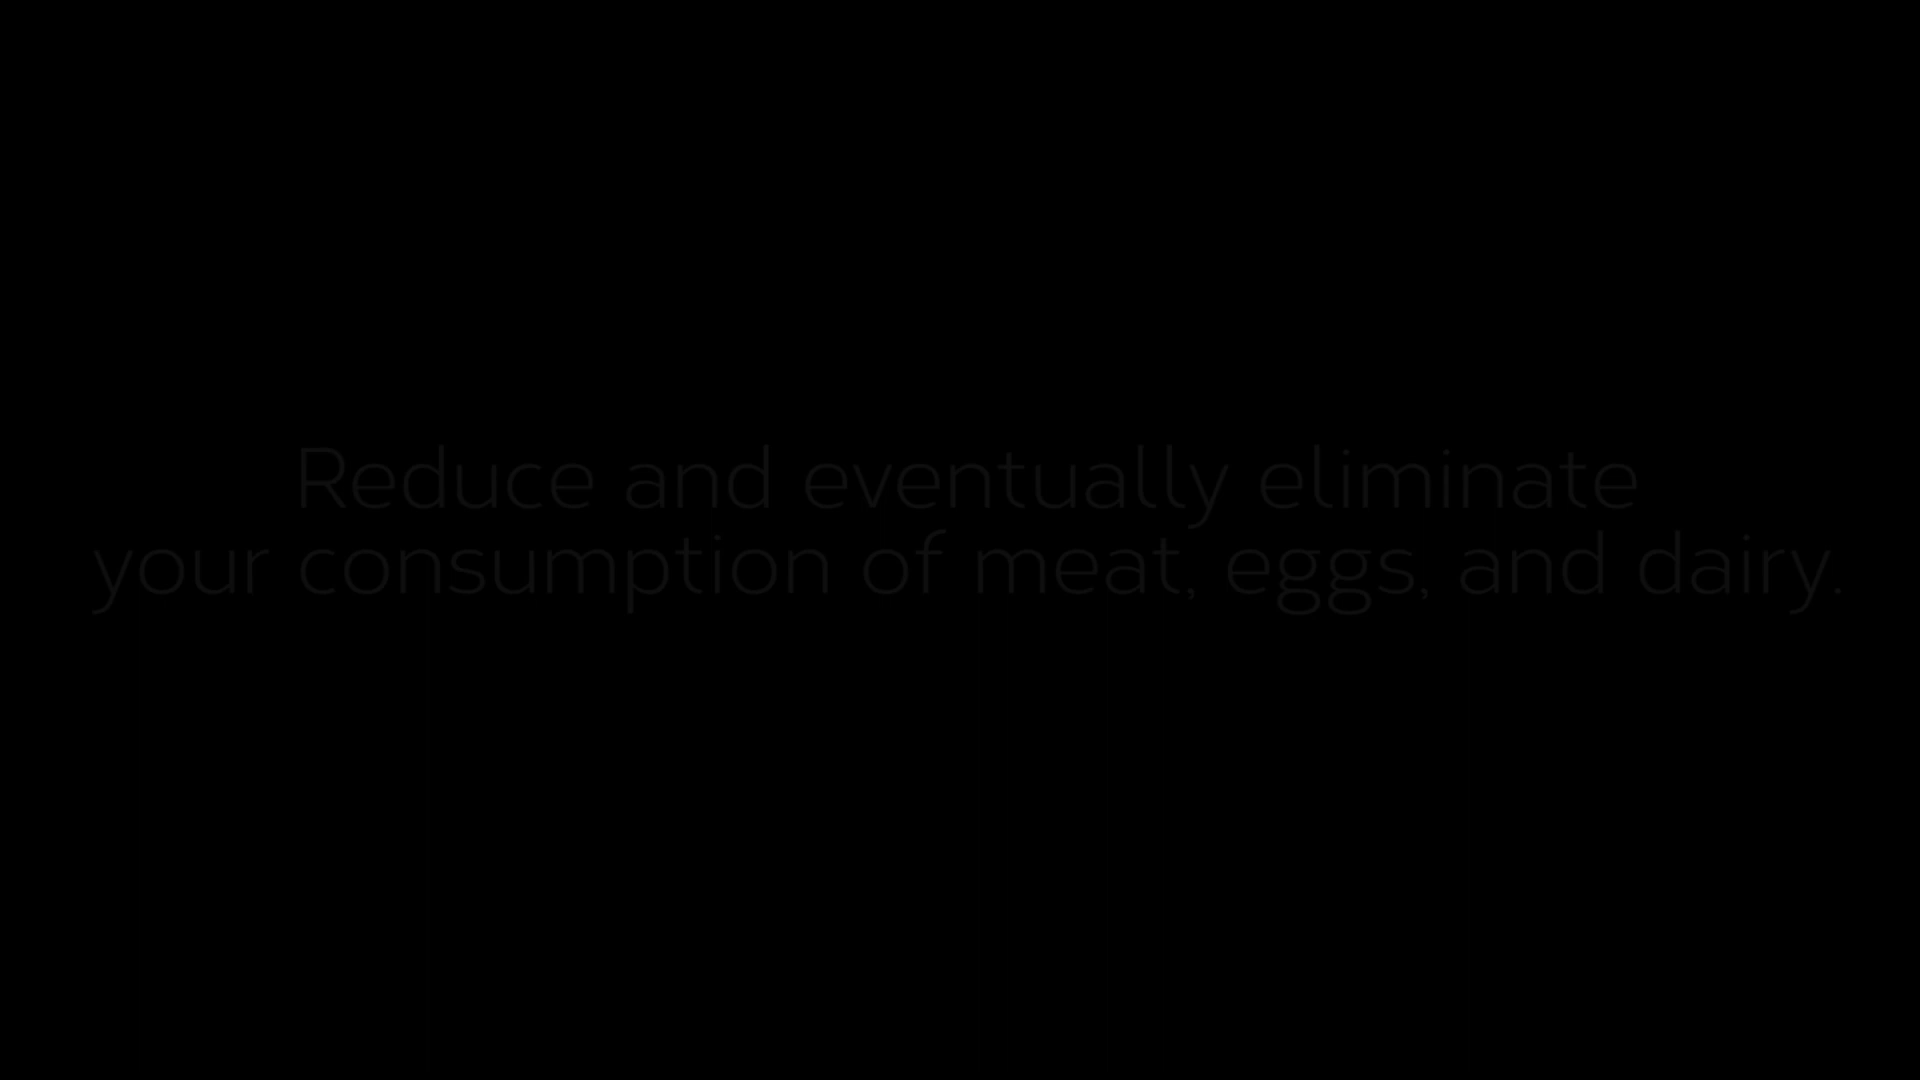 Reduce and eventually eliminate
your consumption of meat, eggs, and dairy.